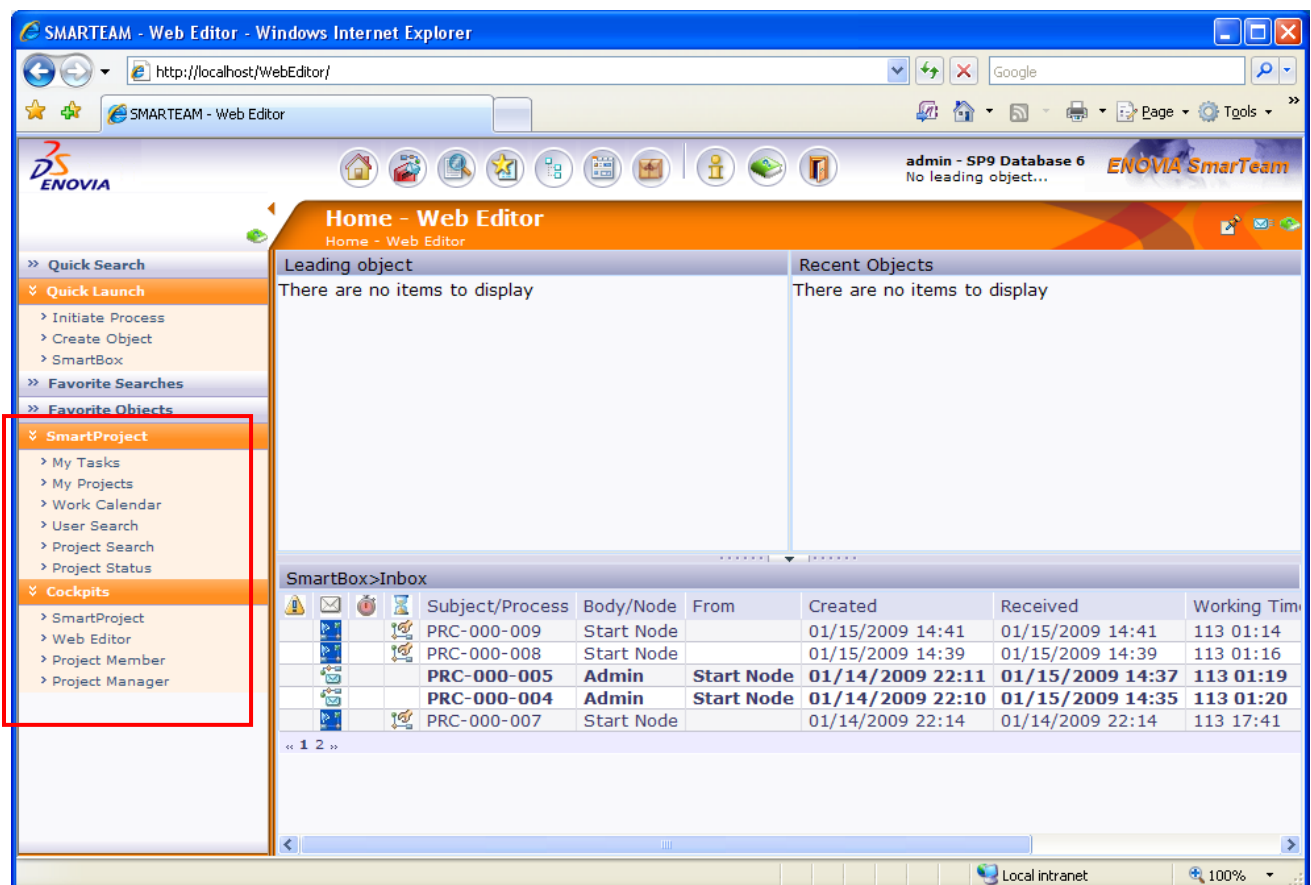 SMARTEAM - Web Editor - Windows Internet Explorer
http://localhost/WebEditor/
Google
SMARTEAM - Web Editor
Page
Tools
»
DS
ENOVIA
admin - SP9 Database 6
No leading object...
ENOVIA SmarTeam
Home - Web Editor
Home - Web Editor
» Quick Search
Quick Launch
> Initiate Process
> Create Object
> SmartBox
» Favorite Searches
» Favorite Objects
SmartProject
> My Tasks
> My Projects
> Work Calendar
> User Search
> Project Search
> Project Status
Cockpits
> SmartProject
> Web Editor
> Project Member
> Project Manager
Leading object
There are no items to display
Recent Objects
There are no items to display
SmartBox>Inbox
Subject/Process Body/Node From Created Received Working Tim
PRC-000-009 Start Node 01/15/2009 14:41 01/15/2009 14:41 113 01:14
PRC-000-008 Start Node 01/15/2009 14:39 01/15/2009 14:39 113 01:16
PRC-000-005 Admin Start Node 01/14/2009 22:11 01/15/2009 14:37 113 01:19
PRC-000-004 Admin Start Node 01/14/2009 22:10 01/15/2009 14:35 113 01:20
PRC-000-007 Start Node 01/14/2009 22:14 01/14/2009 22:14 113 17:41
« 1 2 »
Local intranet
100%